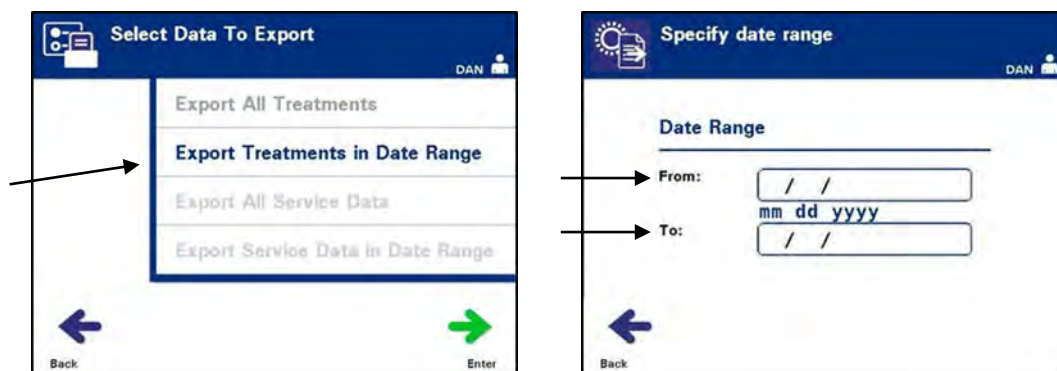 Select Data To Export
DAN
Export All Treatments
Export Treatments in Date Range
Export All Service Data
Export Service Data in Date Range
Back
Enter
Specify date range
DAN
Date Range
From:
/ /
mm dd yyyy
To:
/ /
Back